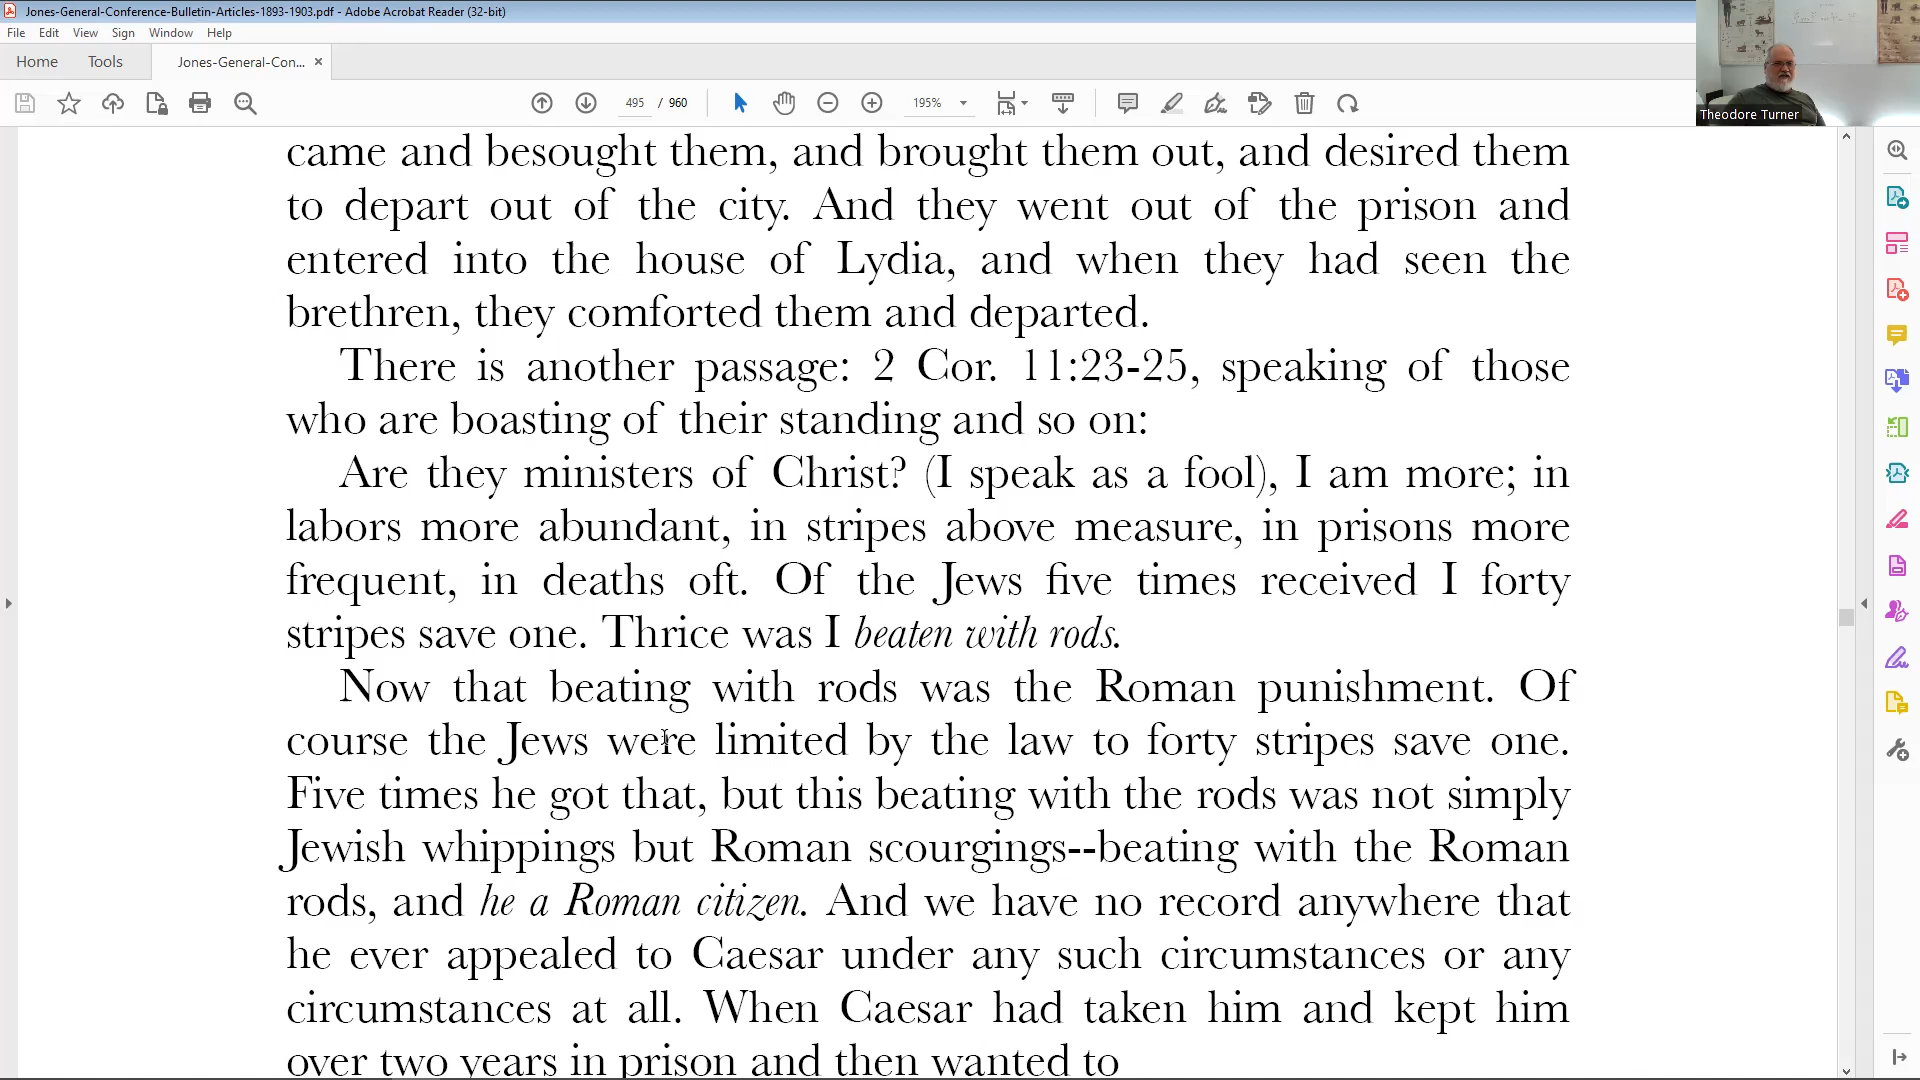 Jones-General-Conference-Bulletin-Articles-1893-1903.pdf - Adobe Acrobat Reader (32-bit)
File Edit View Sign Window Help
Home Tools Jones-General-Con... ×
495 / 960 195%
Theodore Turner
came and besought them, and brought them out, and desired them
to depart out of the city. And they went out of the prison and
entered into the house of Lydia, and when they had seen the
brethren, they comforted them and departed.
There is another passage: 2 Cor. 11:23-25, speaking of those
who are boasting of their standing and so on:
Are they ministers of Christ? (I speak as a fool), I am more; in
labors more abundant, in stripes above measure, in prisons more
frequent, in deaths oft. Of the Jews five times received I forty
stripes save one. Thrice was I beaten with rods.
Now that beating with rods was the Roman punishment. Of
course the Jews were limited by the law to forty stripes save one.
Five times he got that, but this beating with the rods was not simply
Jewish whippings but Roman scourgings--beating with the Roman
rods, and he a Roman citizen. And we have no record anywhere that
he ever appealed to Caesar under any such circumstances or any
circumstances at all. When Caesar had taken him and kept him
over two years in prison and then wanted to